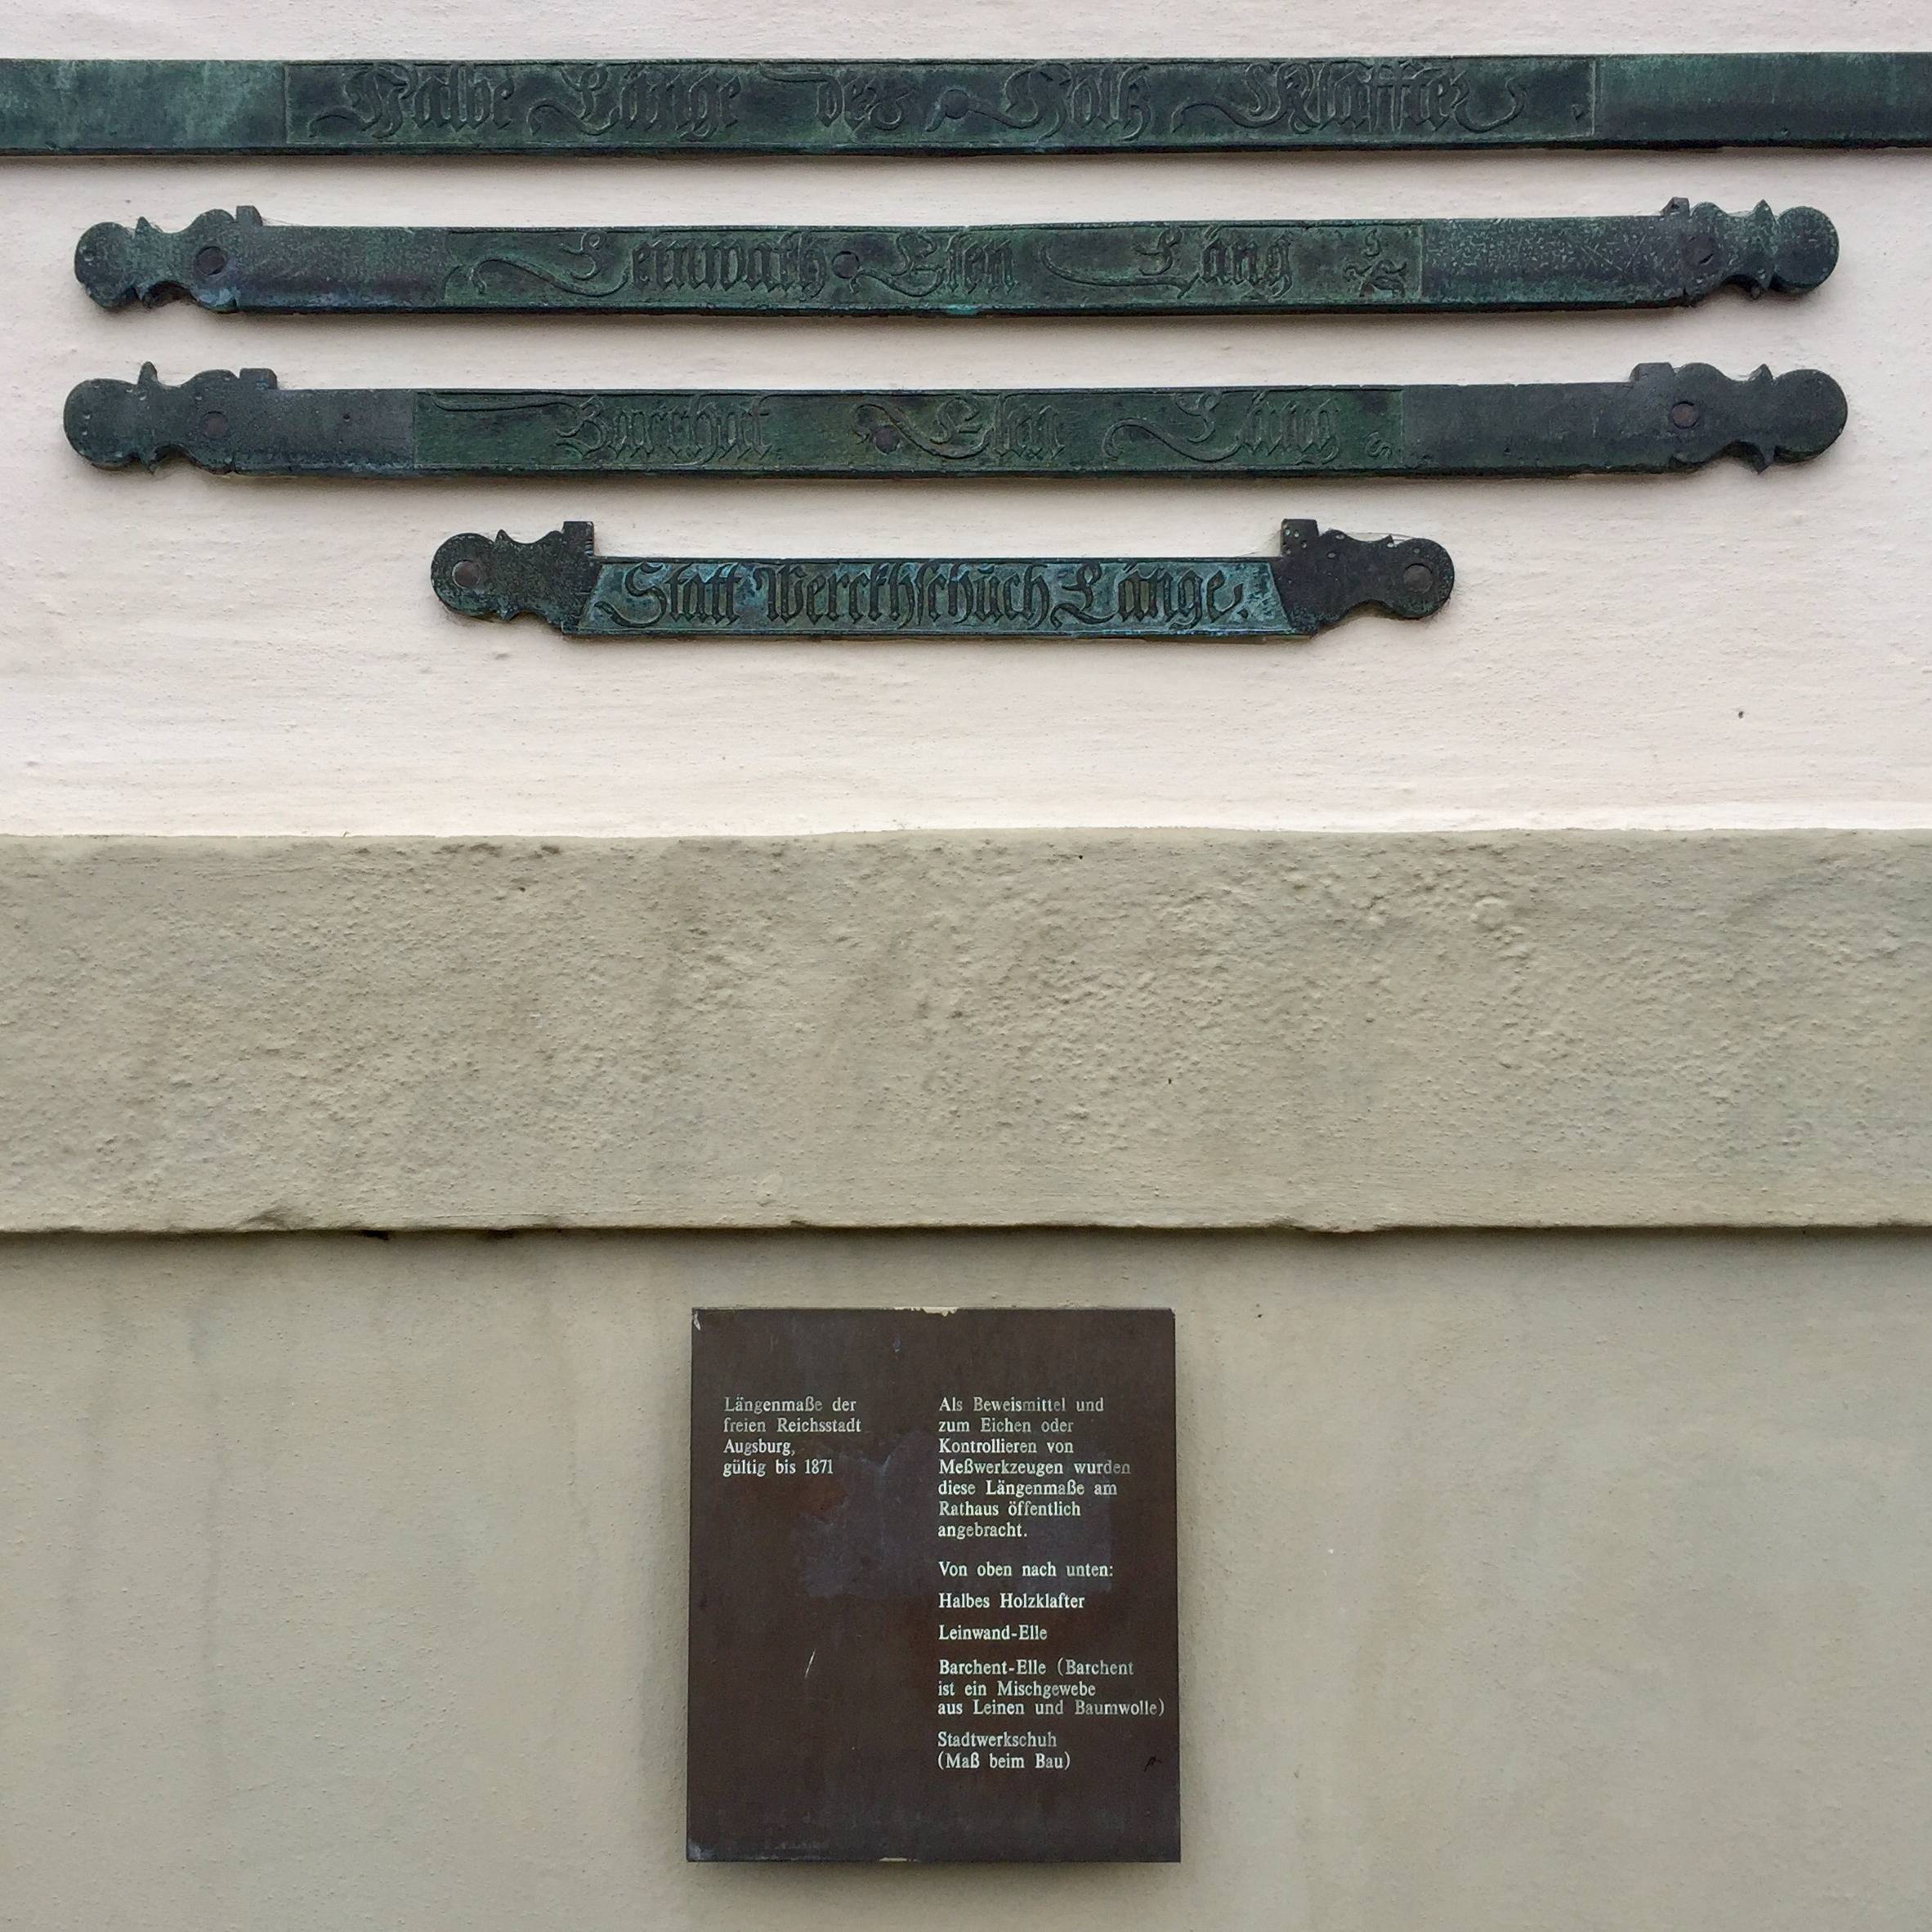 Halbe Länge der Holtz Klaffter
Leinwath Elen Läng
Barchat Elen Läng
Statt Werckhschuch Länge.
Längenmaße der
freien Reichsstadt
Augsburg,
gültig bis 1871
Als Beweismittel und
zum Eichen oder
Kontrollieren von
Meßwerkzeugen wurden
diese Längenmaße am
Rathaus öffentlich
angebracht.
Von oben nach unten:
Halbes Holzklafter
Leinwand-Elle
Barchent-Elle (Barchent
ist ein Mischgewebe
aus Leinen und Baumwolle)
Stadtwerkschuh
(Maß beim Bau)